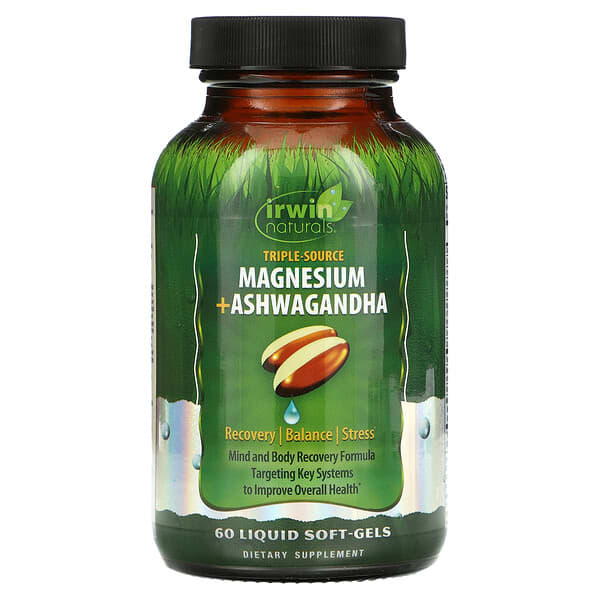 irwin
naturals®
TRIPLE-SOURCE
MAGNESIUM
+ASHWAGANDHA
Recovery | Balance | Stress*
Mind and Body Recovery Formula
Targeting Key Systems
to Improve Overall Health*
60 LIQUID SOFT-GELS
DIETARY SUPPLEMENT